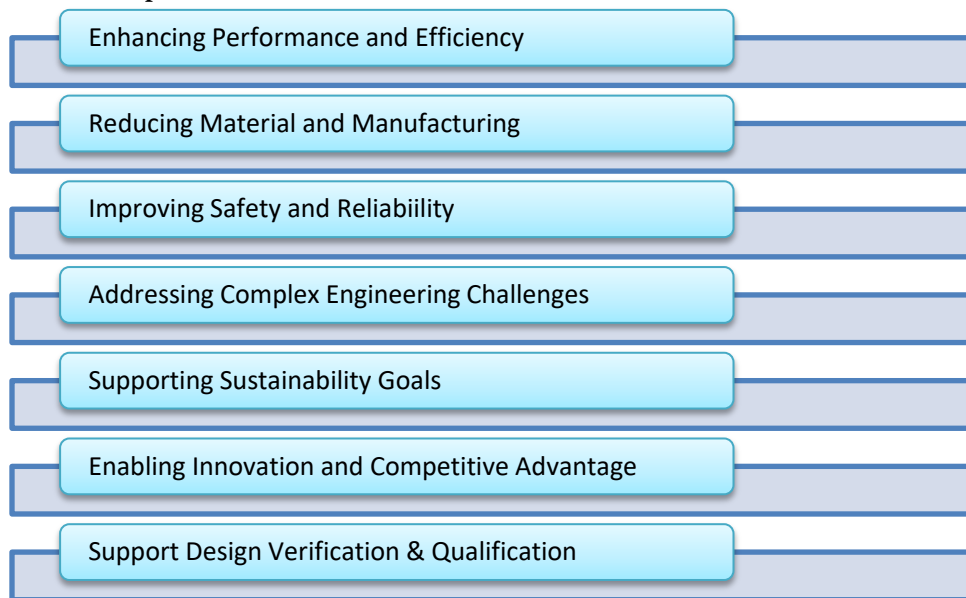 Enhancing Performance and Efficiency
Reducing Material and Manufacturing
Improving Safety and Reliabiility
Addressing Complex Engineering Challenges
Supporting Sustainability Goals
Enabling Innovation and Competitive Advantage
Support Design Verification & Qualification